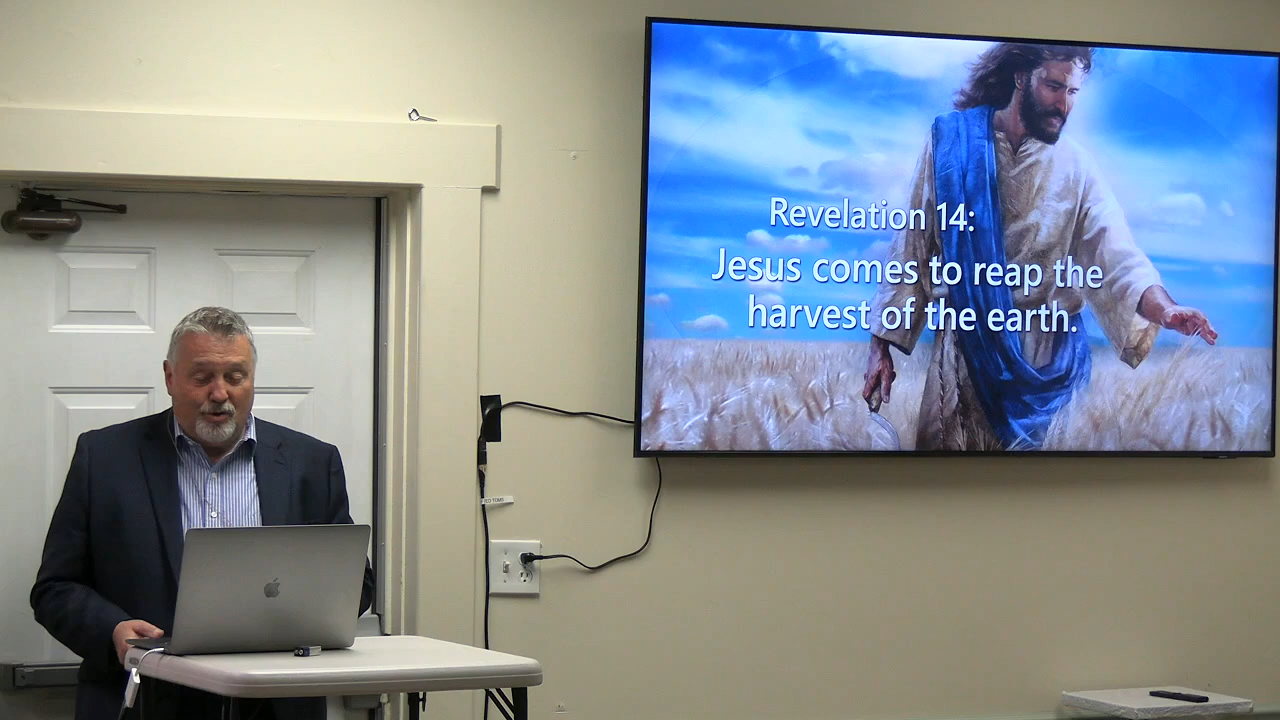 Revelation 14:
Jesus comes to reap the
harvest of the earth.